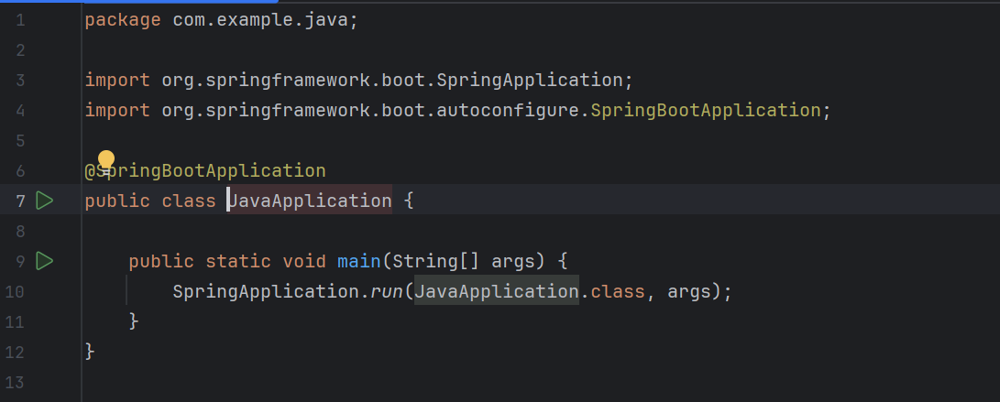 1 package com.example.java;
2
3 import org.springframework.boot.SpringApplication;
4 import org.springframework.boot.autoconfigure.SpringBootApplication;
5
6 @SpringBootApplication
7 public class JavaApplication {
8
9     public static void main(String[] args) {
10         SpringApplication.run(JavaApplication.class, args);
11     }
12 }
13